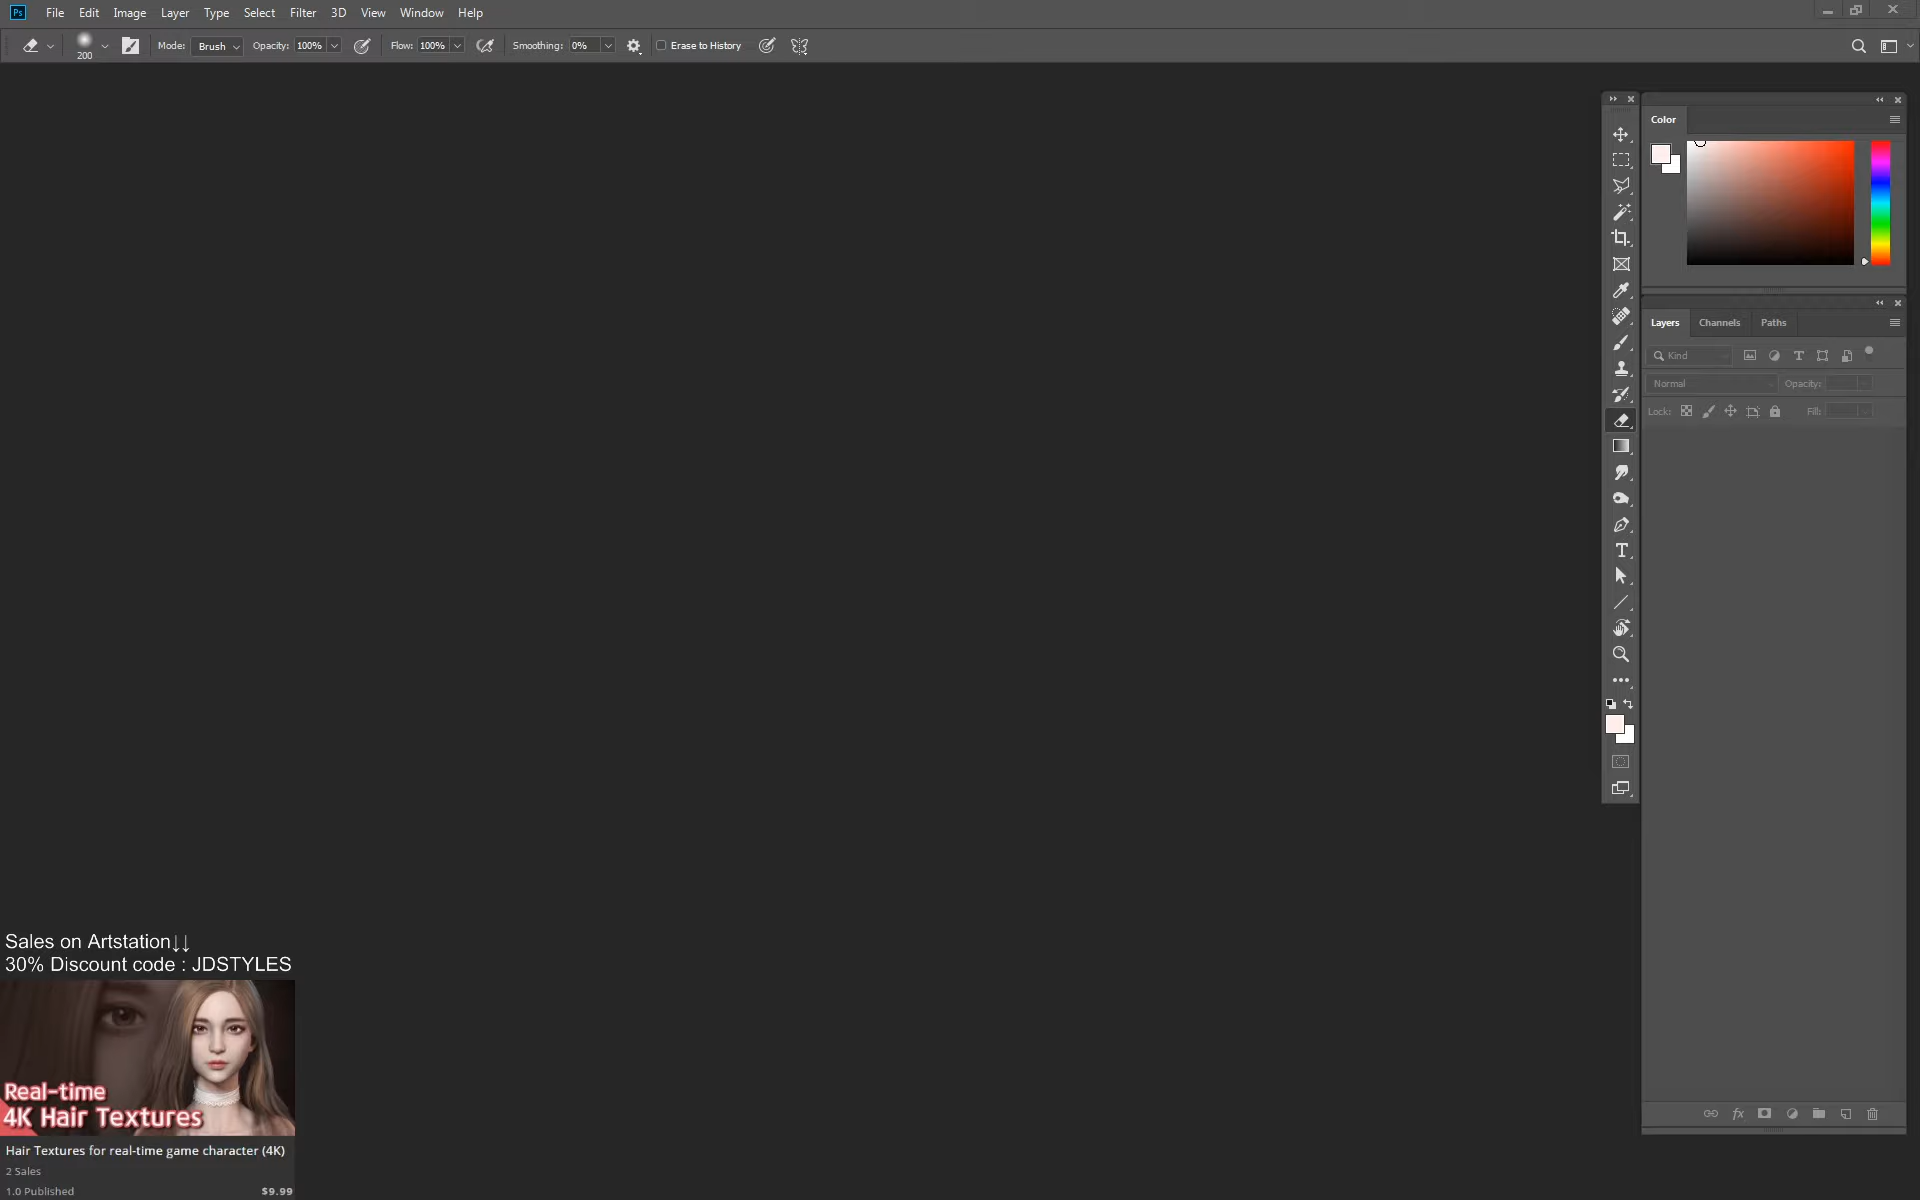 Ps File Edit Image Layer Type Select Filter 3D View Window Help
200 Mode: Brush Opacity: 100% Flow: 100% Smoothing: 0% Erase to History
Color
Layers Channels Paths
Kind
Normal Opacity:
Lock: Fill:
Sales on Artstation↓↓
30% Discount code : JDSTYLES
Real-time
4K Hair Textures
Hair Textures for real-time game character (4K)
2 Sales
1.0 Published $9.99